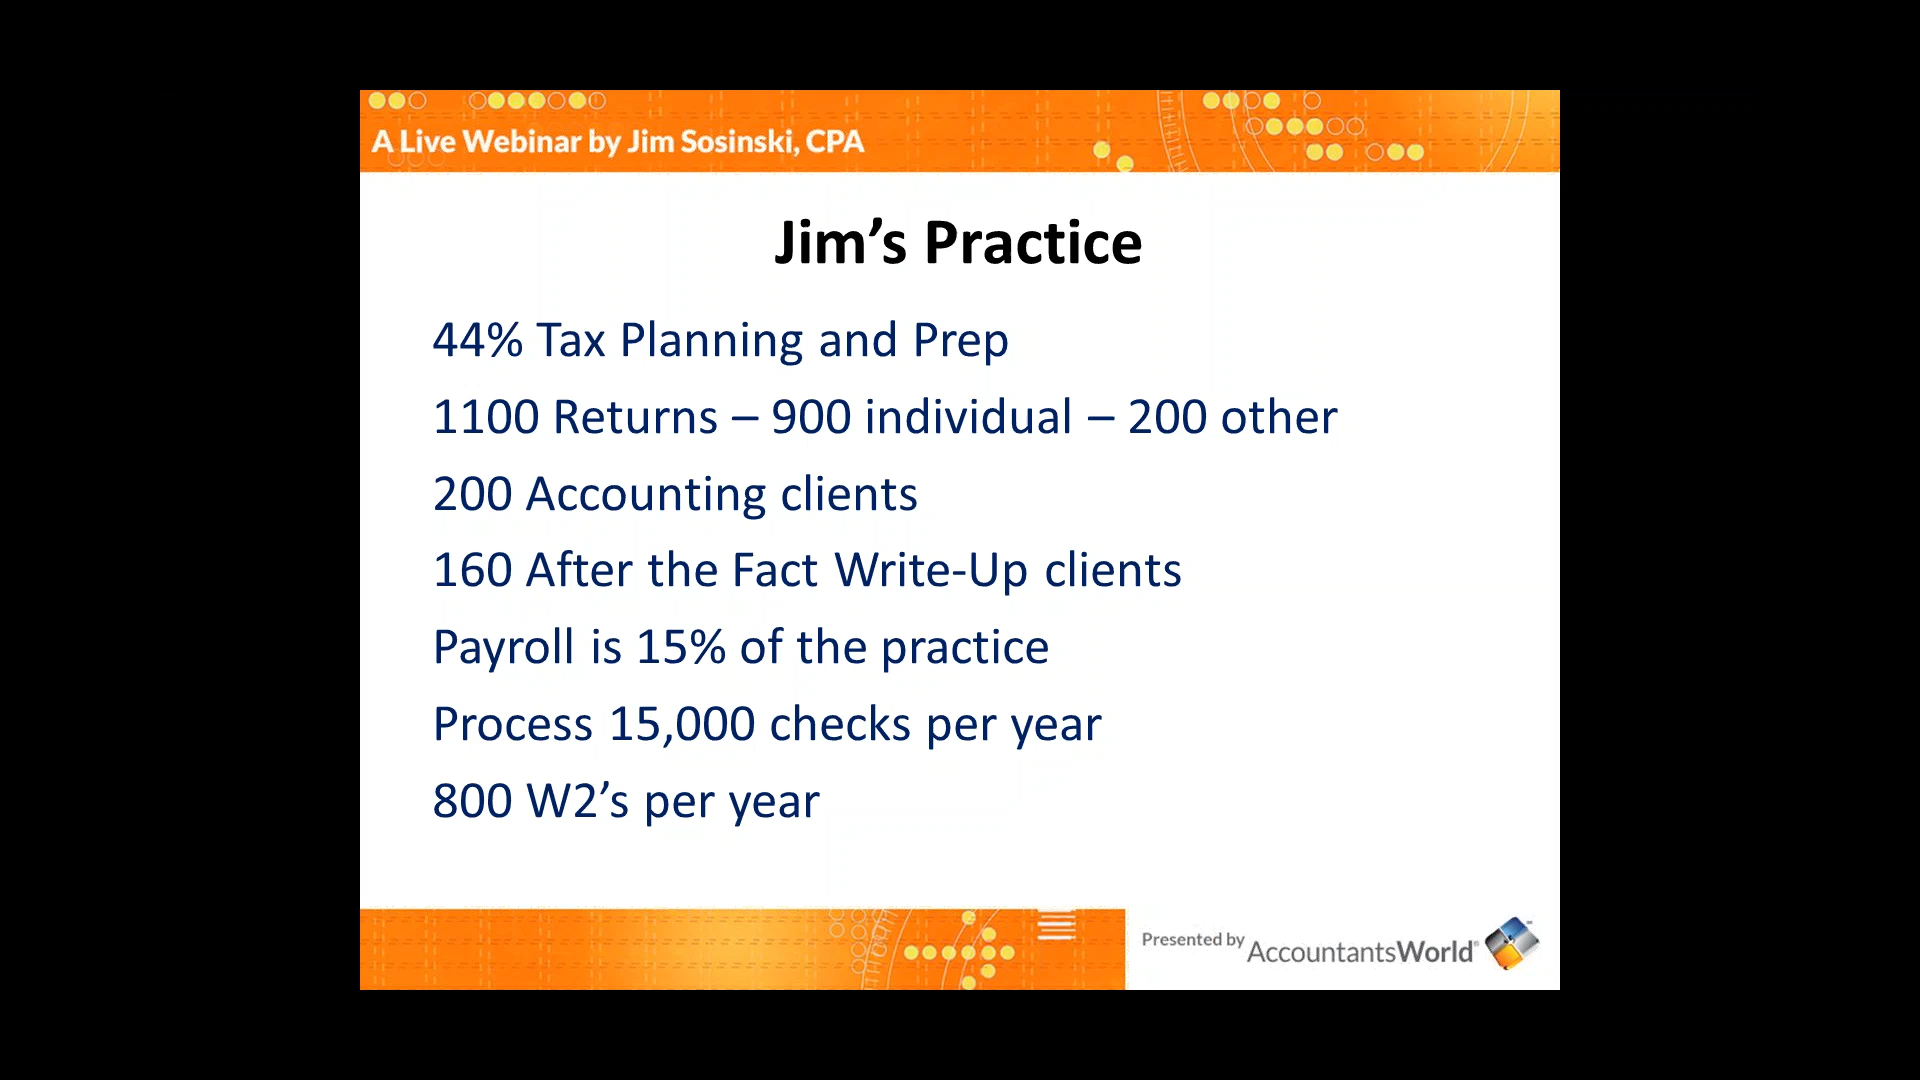 A Live Webinar by Jim Sosinski, CPA
Jim’s Practice
44% Tax Planning and Prep
1100 Returns – 900 individual – 200 other
200 Accounting clients
160 After the Fact Write-Up clients
Payroll is 15% of the practice
Process 15,000 checks per year
800 W2’s per year
Presented by AccountantsWorld®